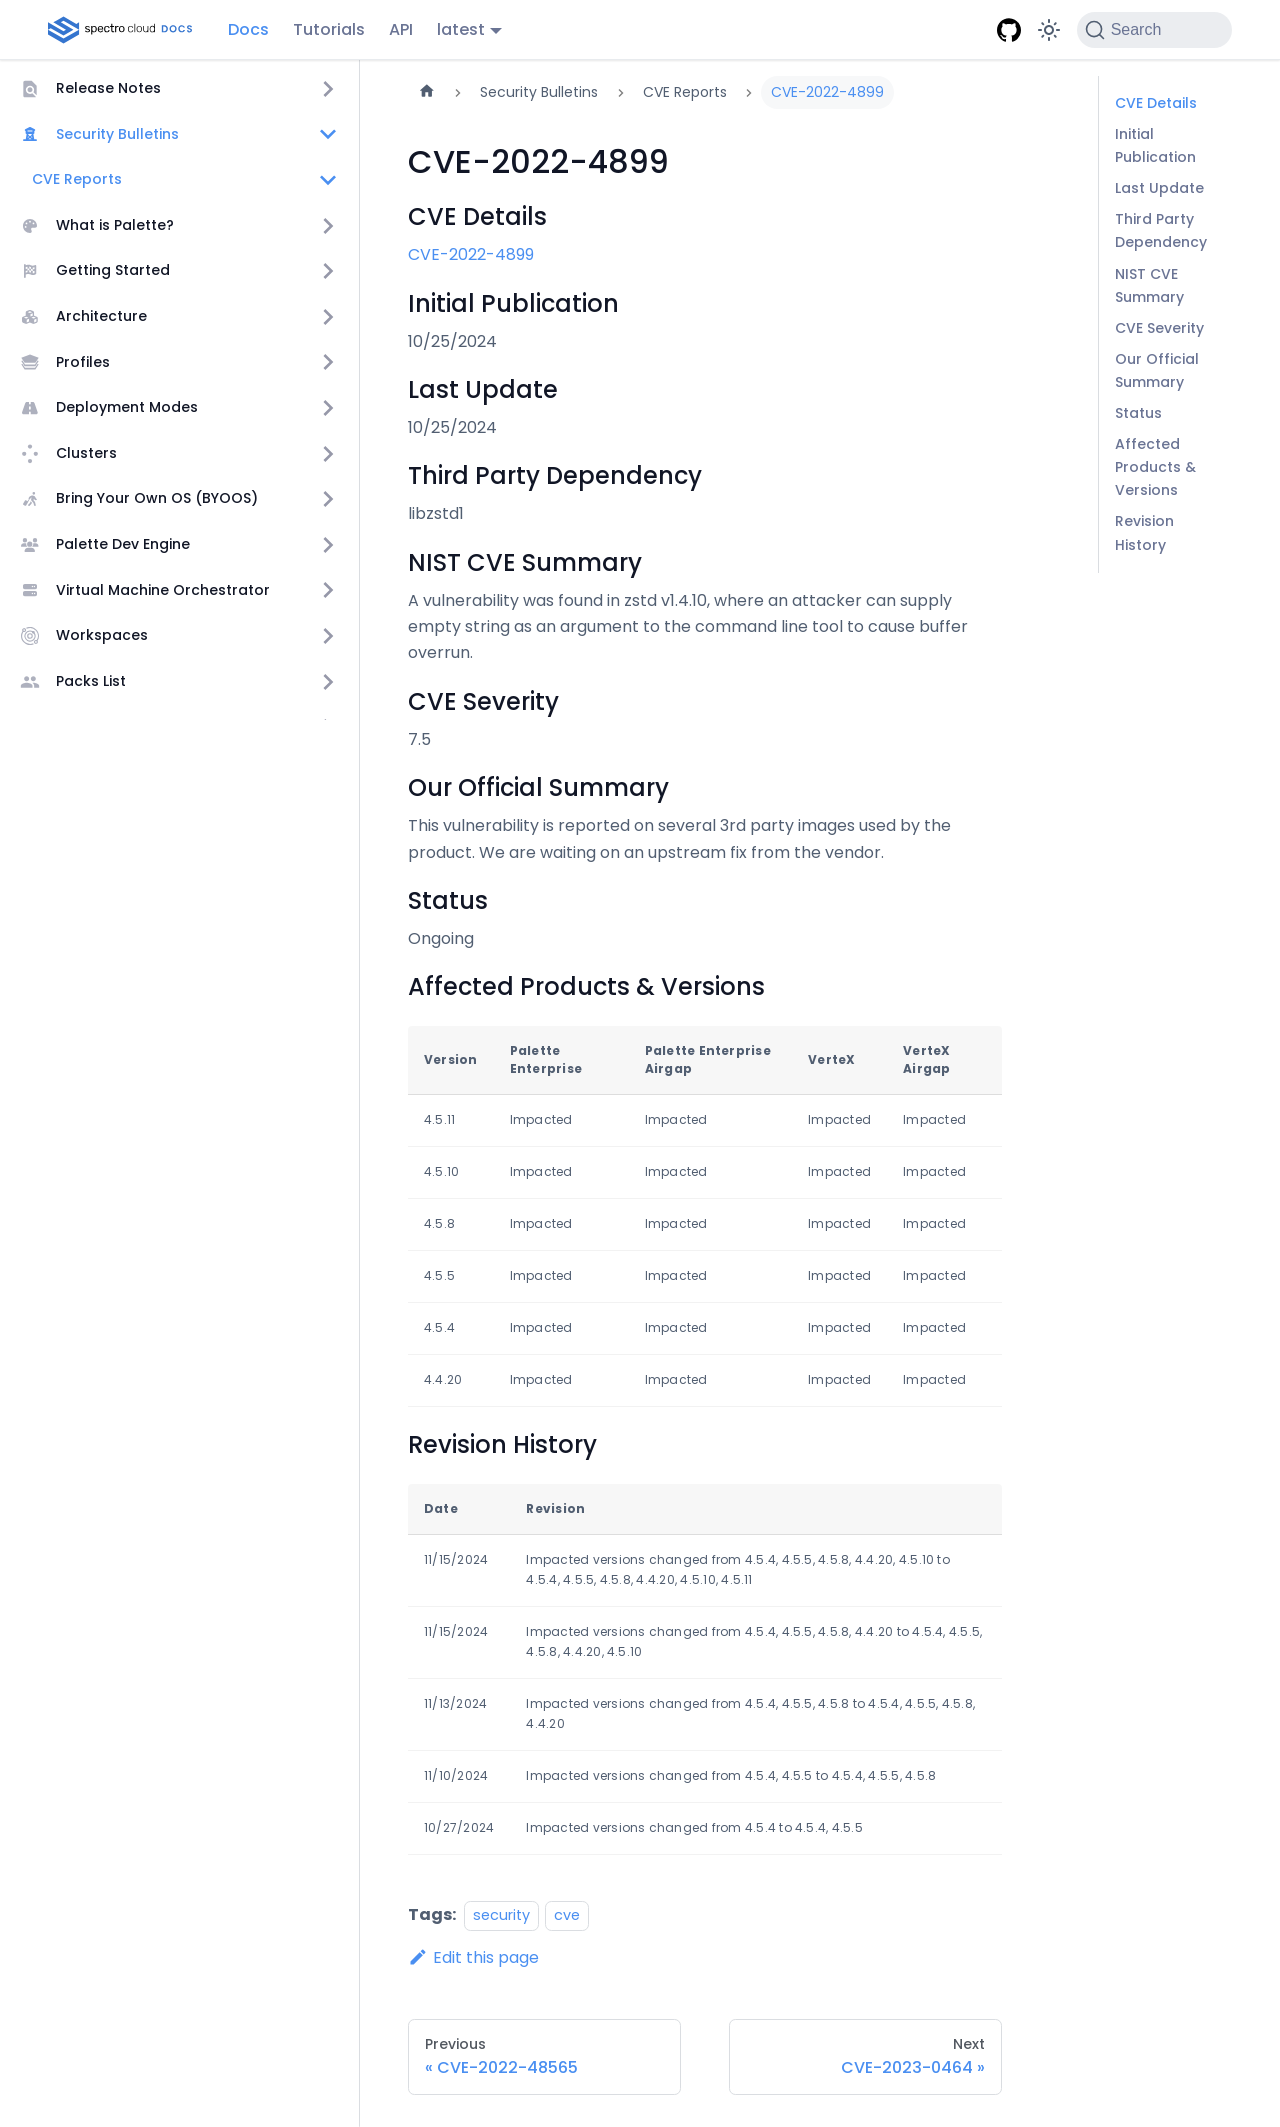 spectro cloud DOCS
Docs
Tutorials
API
latest
Search
Release Notes
Security Bulletins
CVE Reports
What is Palette?
Getting Started
Architecture
Profiles
Deployment Modes
Clusters
Bring Your Own OS (BYOOS)
Palette Dev Engine
Virtual Machine Orchestrator
Workspaces
Packs List
Security Bulletins
CVE Reports
CVE-2022-4899
CVE-2022-4899
CVE Details
CVE-2022-4899
Initial Publication
10/25/2024
Last Update
10/25/2024
Third Party Dependency
libzstd1
NIST CVE Summary
A vulnerability was found in zstd v1.4.10, where an attacker can supply
empty string as an argument to the command line tool to cause buffer
overrun.
CVE Severity
7.5
Our Official Summary
This vulnerability is reported on several 3rd party images used by the
product. We are waiting on an upstream fix from the vendor.
Status
Ongoing
Affected Products & Versions
Version | Palette Enterprise | Palette Enterprise Airgap | VerteX | VerteX Airgap
4.5.11 Impacted Impacted Impacted Impacted
4.5.10 Impacted Impacted Impacted Impacted
4.5.8 Impacted Impacted Impacted Impacted
4.5.5 Impacted Impacted Impacted Impacted
4.5.4 Impacted Impacted Impacted Impacted
4.4.20 Impacted Impacted Impacted Impacted
Revision History
Date Revision
11/15/2024 Impacted versions changed from 4.5.4, 4.5.5, 4.5.8, 4.4.20, 4.5.10 to
4.5.4, 4.5.5, 4.5.8, 4.4.20, 4.5.10, 4.5.11
11/15/2024 Impacted versions changed from 4.5.4, 4.5.5, 4.5.8, 4.4.20 to 4.5.4, 4.5.5,
4.5.8, 4.4.20, 4.5.10
11/13/2024 Impacted versions changed from 4.5.4, 4.5.5, 4.5.8 to 4.5.4, 4.5.5, 4.5.8,
4.4.20
11/10/2024 Impacted versions changed from 4.5.4, 4.5.5 to 4.5.4, 4.5.5, 4.5.8
10/27/2024 Impacted versions changed from 4.5.4 to 4.5.4, 4.5.5
Tags: security cve
Edit this page
Previous
« CVE-2022-48565
Next
CVE-2023-0464 »
CVE Details
Initial
Publication
Last Update
Third Party
Dependency
NIST CVE
Summary
CVE Severity
Our Official
Summary
Status
Affected
Products &
Versions
Revision
History